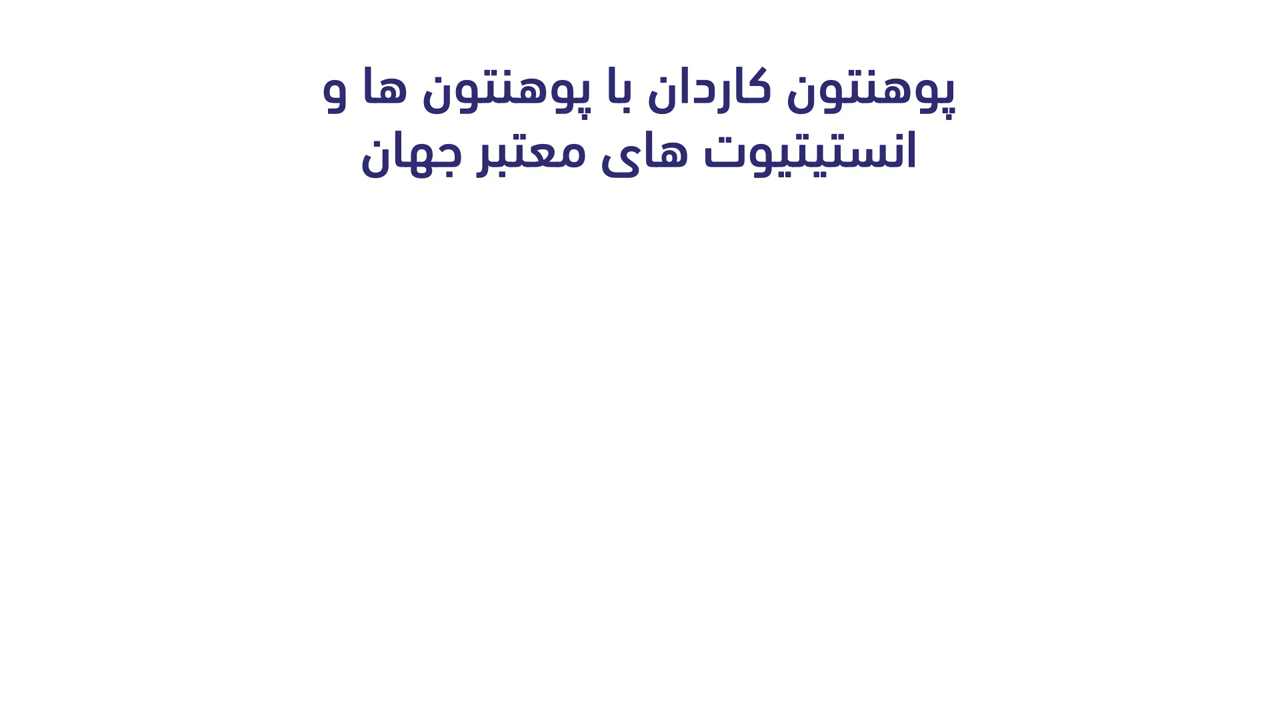 پوهنتون کاردان با پوهنتون ها و
انستیتیوت های معتبر جهان